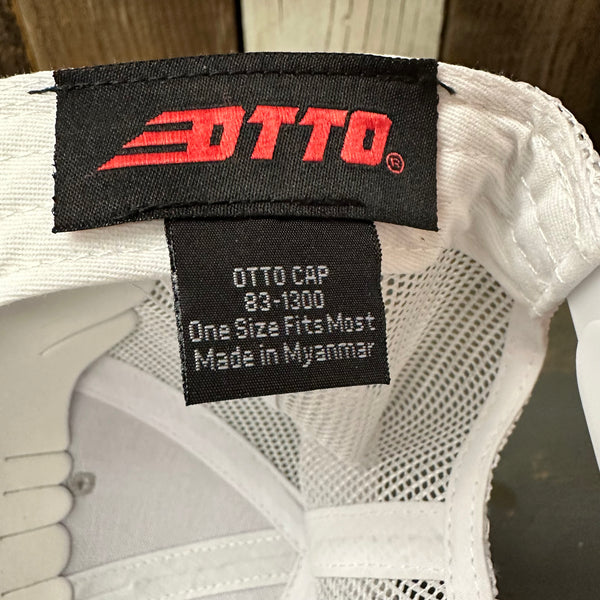 OTTO®
OTTO CAP
83-1300
One Size Fits Most
Made in Myanmar